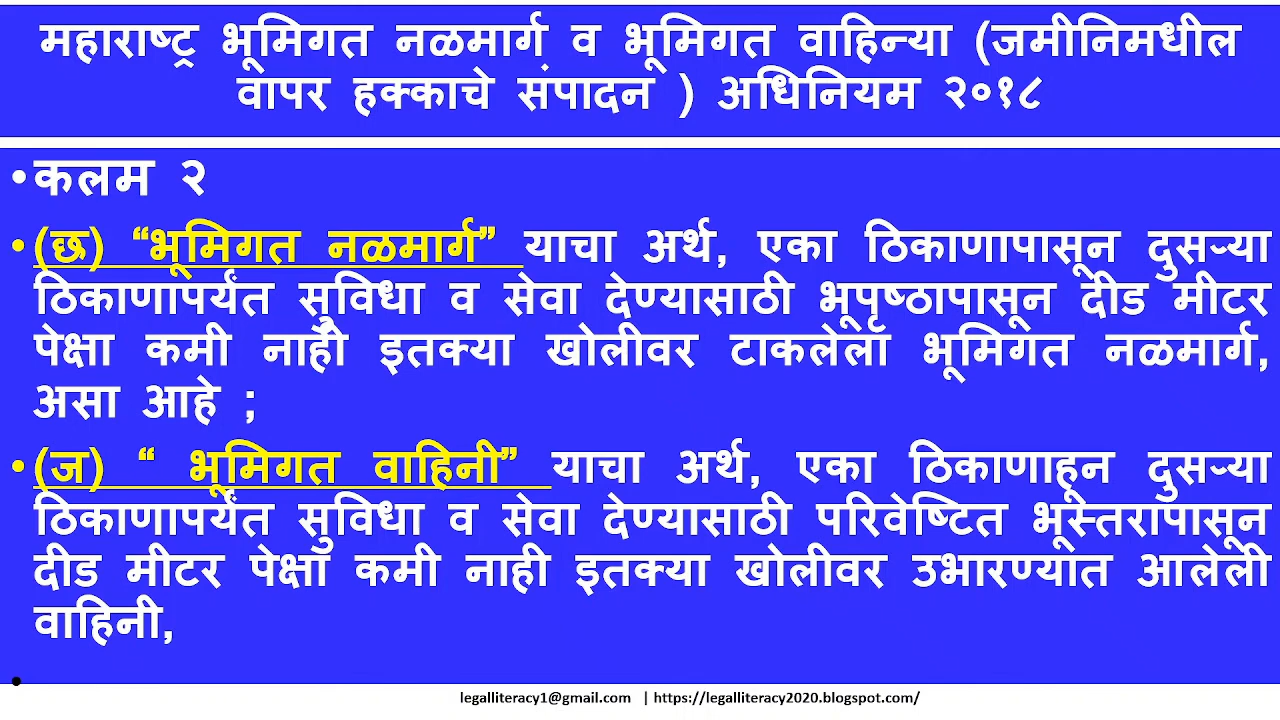 महाराष्ट्र भूमिगत नळमार्ग व भूमिगत वाहिन्या (जमीनिमधील
वापर हक्काचे संपादन ) अधिनियम २०१८
•कलम २
•(छ) “भूमिगत नळमार्ग” याचा अर्थ, एका ठिकाणापासून दुसऱ्या
ठिकाणापर्यंत सुविधा व सेवा देण्यासाठी भूपृष्ठापासून दीड मीटर
पेक्षा कमी नाही इतक्या खोलीवर टाकलेला भूमिगत नळमार्ग,
असा आहे ;
•(ज) “ भूमिगत वाहिनी” याचा अर्थ, एका ठिकाणाहून दुसऱ्या
ठिकाणापर्यंत सुविधा व सेवा देण्यासाठी परिवेष्टित भूस्तरापासून
दीड मीटर पेक्षा कमी नाही इतक्या खोलीवर उभारण्यात आलेली
वाहिनी,
•
legalliteracy1@gmail.com | https://legalliteracy2020.blogspot.com/